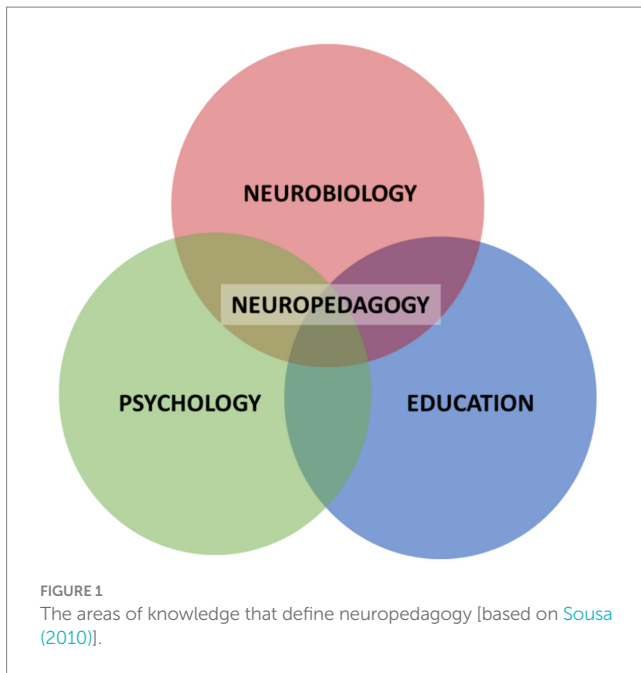 NEUROBIOLOGY
NEUROPEDAGOGY
PSYCHOLOGY
EDUCATION
FIGURE 1
The areas of knowledge that define neuropedagogy [based on Sousa
(2010)].